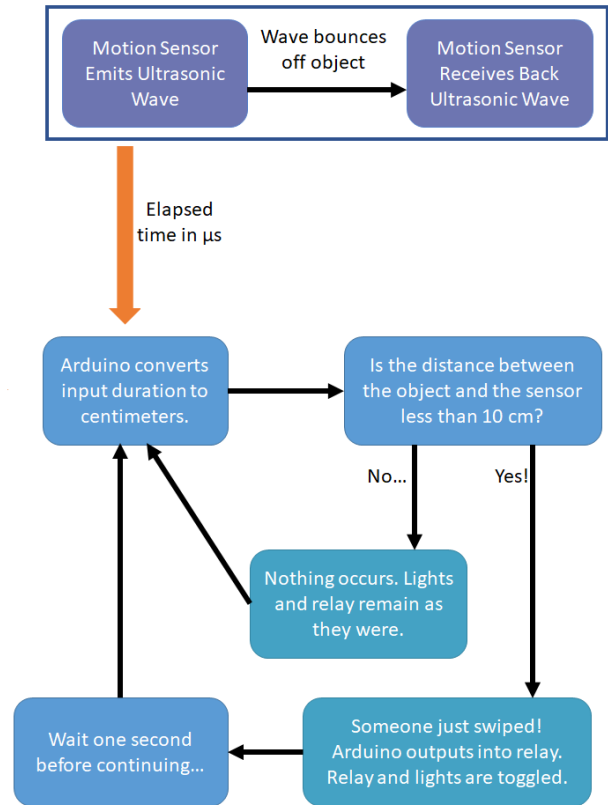 Motion Sensor
Emits Ultrasonic
Wave
Wave bounces
off object
Motion Sensor
Receives Back
Ultrasonic Wave
Elapsed
time in µs
Arduino converts
input duration to
centimeters.
Is the distance between
the object and the sensor
less than 10 cm?
No...
Yes!
Nothing occurs. Lights
and relay remain as
they were.
Someone just swiped!
Arduino outputs into relay.
Relay and lights are toggled.
Wait one second
before continuing...